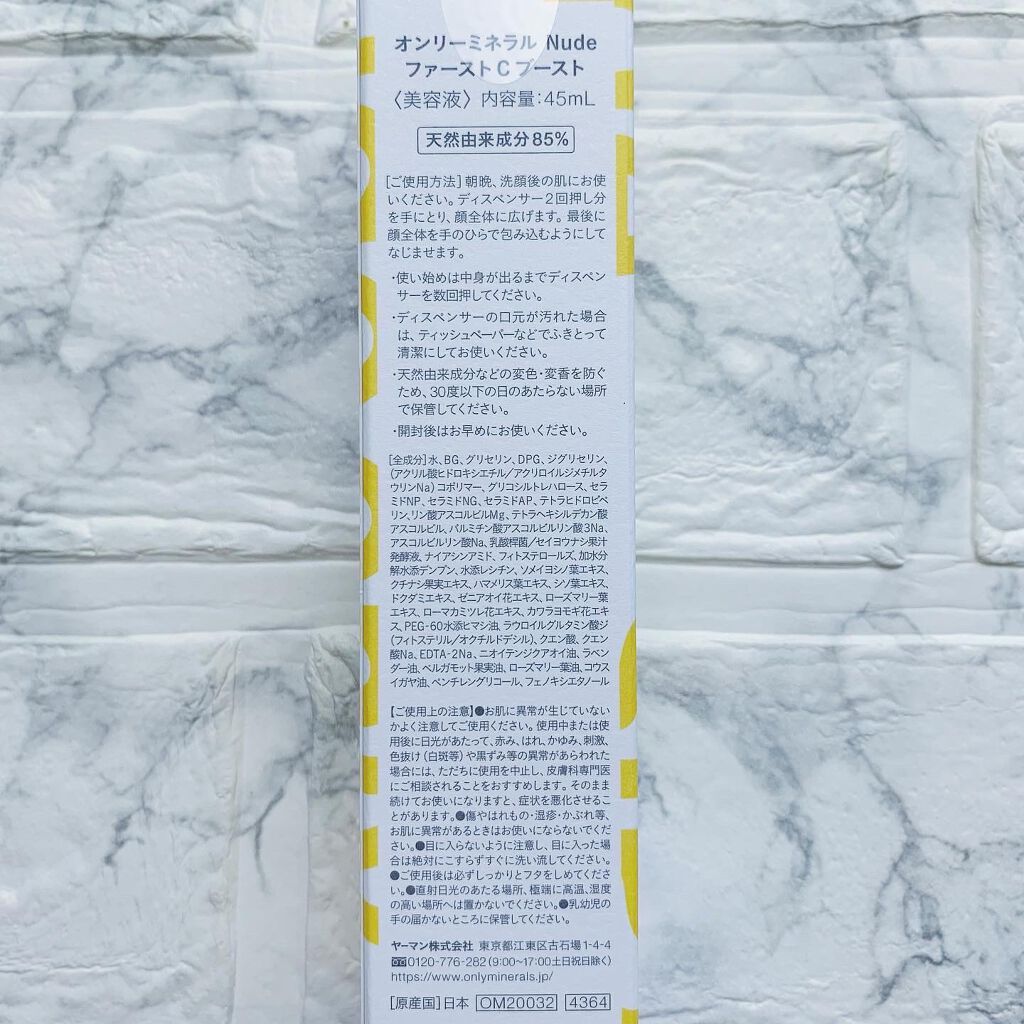 オンリーミネラル Nude
ファースト C ブースト
〈美容液〉内容量:45mL
天然由来成分85%
[ご使用方法]朝晩、洗顔後の肌にお使
いください。ディスペンサー2回押し分
を手にとり、顔全体に広げます。最後に
顔全体を手のひらで包み込むようにして
なじませます。
・使い始めは中身が出るまでディスペン
サーを数回押してください。
・ディスペンサーの口元が汚れた場合
は、ティッシュペーパーなどでふきとって
清潔にしてお使いください。
・天然由来成分などの変色・変香を防ぐ
ため、30度以下の日のあたらない場所
で保管してください。
・開封後はお早めにお使いください。
[全成分]水、BG、グリセリン、DPG、ジグリセリン、
(アクリル酸ヒドロキシエチル/アクリロイルジメチルタ
ウリンNa)コポリマー、グリコシルトレハロース、セラ
ミドNP、セラミドNG、セラミドAP、テトラヒドロピペ
リン、リン酸アスコルビルMg、テトラヘキシルデカン酸
アスコルビル、パルミチン酸アスコルビルリン酸3Na、
アスコルビルリン酸Na、乳酸桿菌/セイヨウナシ果汁
発酵液、ナイアシンアミド、フィトステロールズ、加水分
解水添デンプン、水添レシチン、ソメイヨシノ葉エキス、
クチナシ果実エキス、ハマメリス葉エキス、シソ葉エキス、
ドクダミエキス、ゼニアオイ花エキス、ローズマリー葉
エキス、ローマカミツレ花エキス、カワラヨモギ花エキ
ス、PEG-60水添ヒマシ油、ラウロイルグルタミン酸ジ
(フィトステリル/オクチルドデシル)、クエン酸、クエン
酸Na、EDTA-2Na、ニオイテンジクアオイ油、ラベン
ダー油、ベルガモット果実油、ローズマリー葉油、コウス
イガヤ油、ペンチレングリコール、フェノキシエタノール
【ご使用上の注意】●お肌に異常が生じていない
かよく注意してご使用ください。使用中または使
用後に日光があたって、赤み、はれ、かゆみ、刺激、
色抜け(白斑等)や黒ずみ等の異常があらわれた
場合には、ただちに使用を中止し、皮膚科専門医
にご相談されることをおすすめします。そのまま
続けてお使いになりますと、症状を悪化させるこ
とがあります。●傷やはれもの・湿疹・かぶれ等、
お肌に異常があるときはお使いにならないでくだ
さい。●目に入らないように注意し、目に入った場
合は絶対にこすらずすぐに洗い流してください。
●ご使用後は必ずしっかりとフタをしめてくださ
い。●直射日光のあたる場所、極端に高温、湿度
の高い場所へは置かないでください。●乳幼児の
手の届かないところに保管してください。
ヤーマン株式会社 東京都江東区古石場1-4-4
0120-776-282(9:00〜17:00土日祝日除く)
https://www.onlyminerals.jp/
[原産国]日本 OM20032 4364